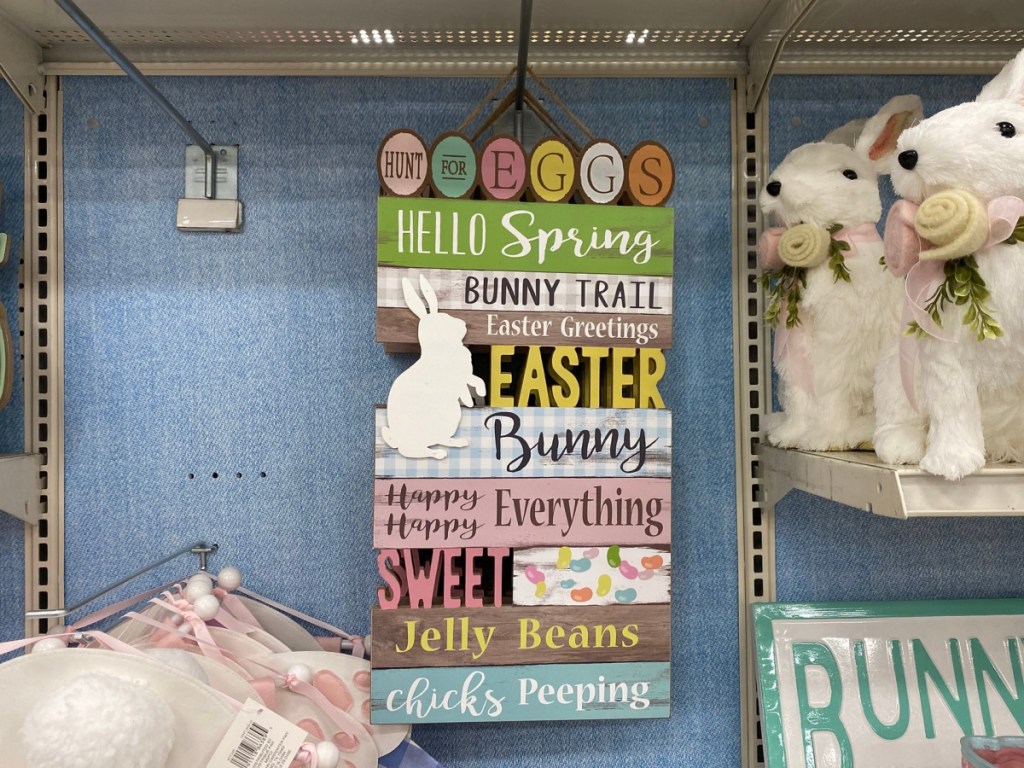 HUNT FOR EGGS
HELLO Spring
BUNNY TRAIL
Easter Greetings
EASTER
Bunny
Happy Everything
Happy
SWEET
Jelly Beans
chicks Peeping
BUNN